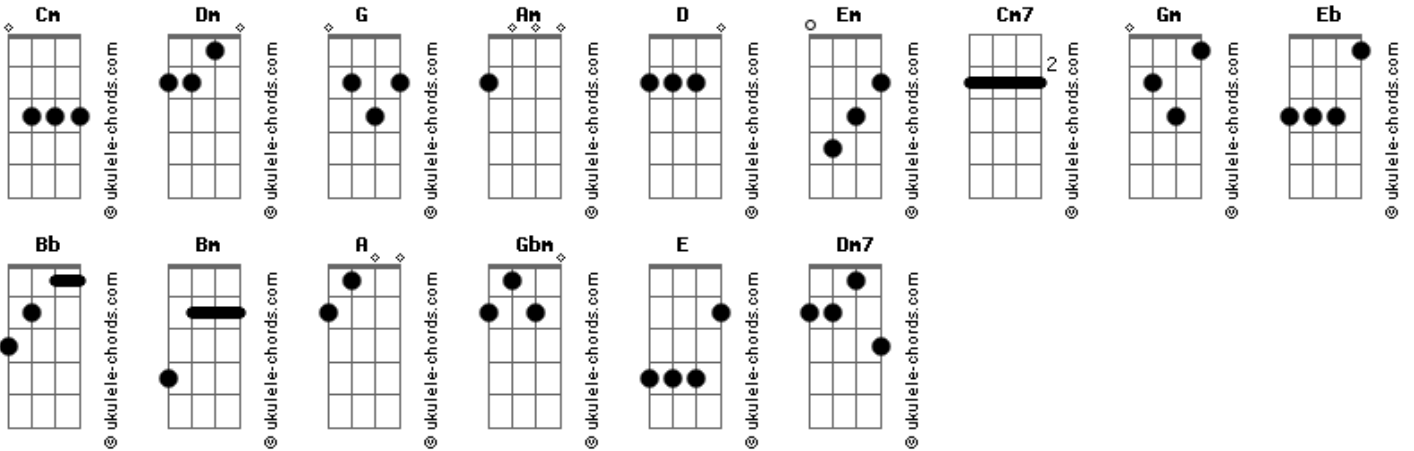 Cm Dm G Am D Em Cm7 Gm Eb
2
© ukulele-chords.com © ukulele-chords.com © ukulele-chords.com © ukulele-chords.com © ukulele-chords.com © ukulele-chords.com © ukulele-chords.com © ukulele-chords.com © ukulele-chords.com
Bb Bm A Gbm E Dm7
© ukulele-chords.com © ukulele-chords.com © ukulele-chords.com © ukulele-chords.com © ukulele-chords.com © ukulele-chords.com